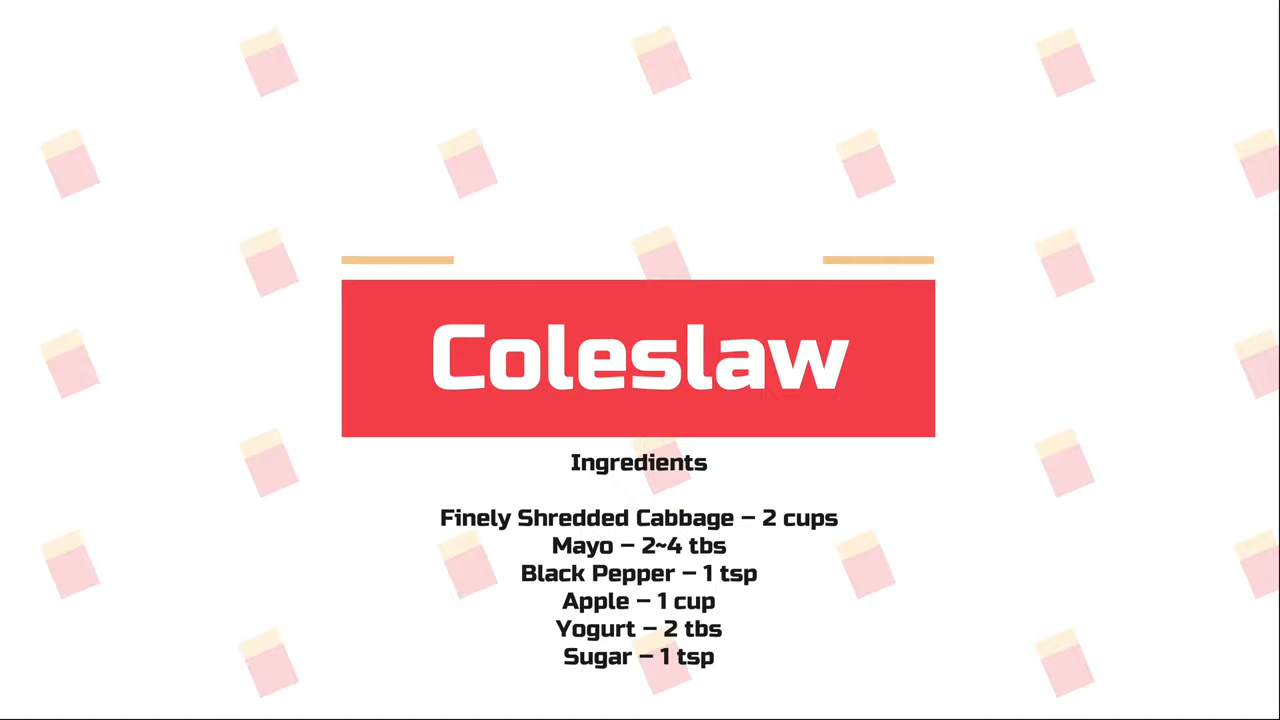 Coleslaw
Ingredients
Finely Shredded Cabbage – 2 cups
Mayo – 2~4 tbs
Black Pepper – 1 tsp
Apple – 1 cup
Yogurt – 2 tbs
Sugar – 1 tsp